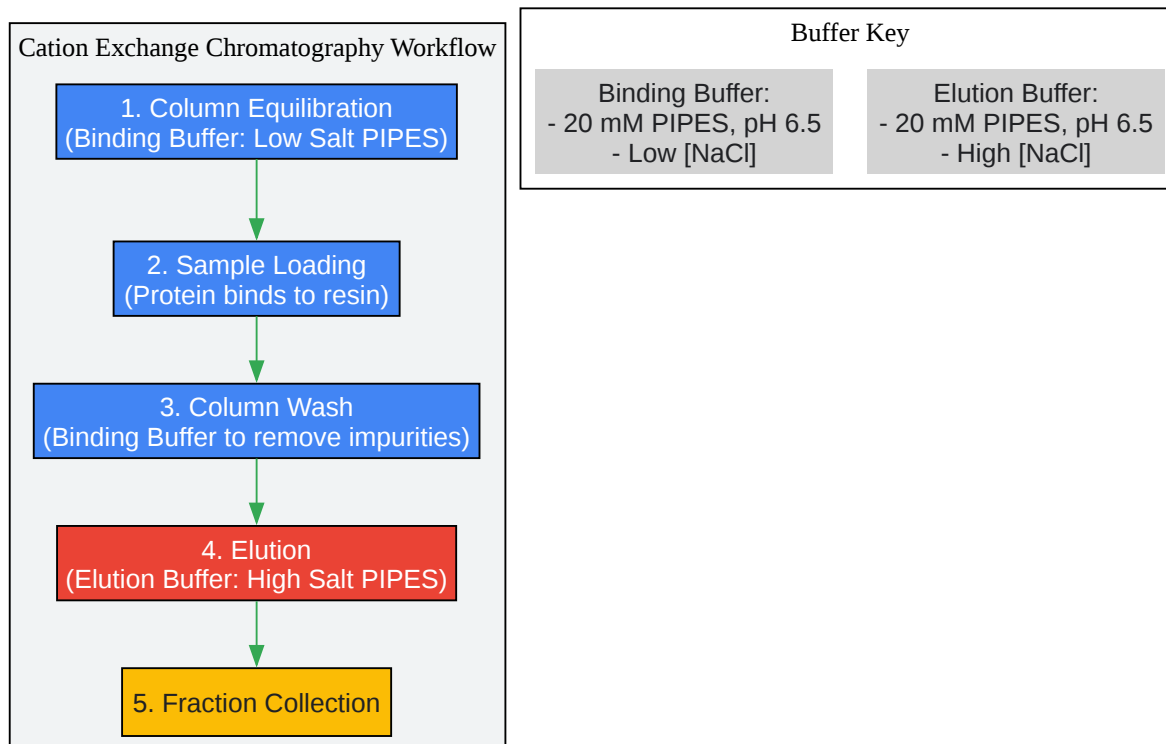 Cation Exchange Chromatography Workflow
1. Column Equilibration
(Binding Buffer: Low Salt PIPES)
2. Sample Loading
(Protein binds to resin)
3. Column Wash
(Binding Buffer to remove impurities)
4. Elution
(Elution Buffer: High Salt PIPES)
5. Fraction Collection
Buffer Key
Binding Buffer:
- 20 mM PIPES, pH 6.5
- Low [NaCl]
Elution Buffer:
- 20 mM PIPES, pH 6.5
- High [NaCl]